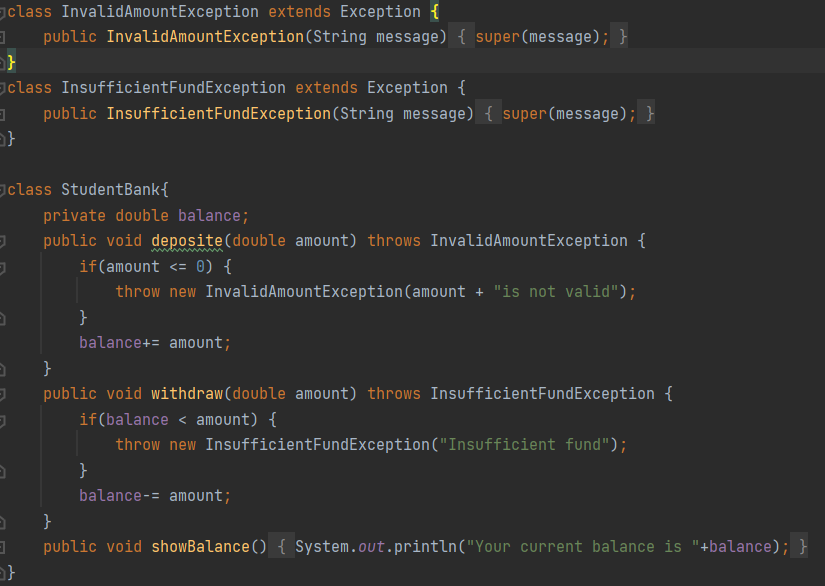 class InvalidAmountException extends Exception {
    public InvalidAmountException(String message) { super(message); }
}
class InsufficientFundException extends Exception {
    public InsufficientFundException(String message) { super(message); }
}
class StudentBank{
    private double balance;
    public void deposite(double amount) throws InvalidAmountException {
        if(amount <= 0) {
            throw new InvalidAmountException(amount + "is not valid");
        }
        balance+= amount;
    }
    public void withdraw(double amount) throws InsufficientFundException {
        if(balance < amount) {
            throw new InsufficientFundException("Insufficient fund");
        }
        balance-= amount;
    }
    public void showBalance() { System.out.println("Your current balance is "+balance); }
}